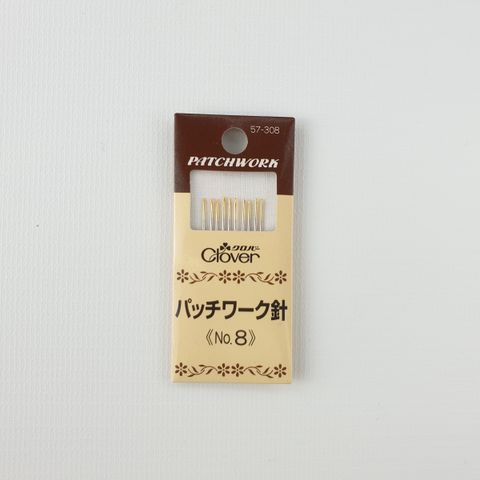 57-308
PATCHWORK
クロバー
Clover
パッチワーク針
《No.8》